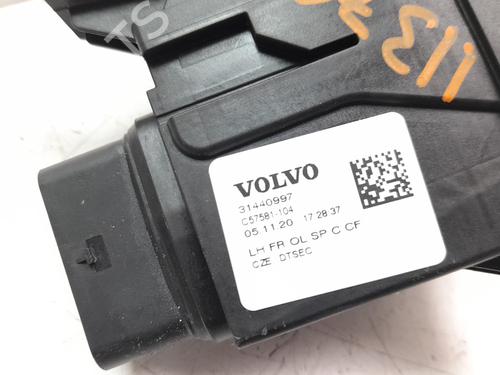 VOLVO
31440997
C57581-104
05.11.20 17:28:37
LH FR OL SP C CF
CZE DTSEC